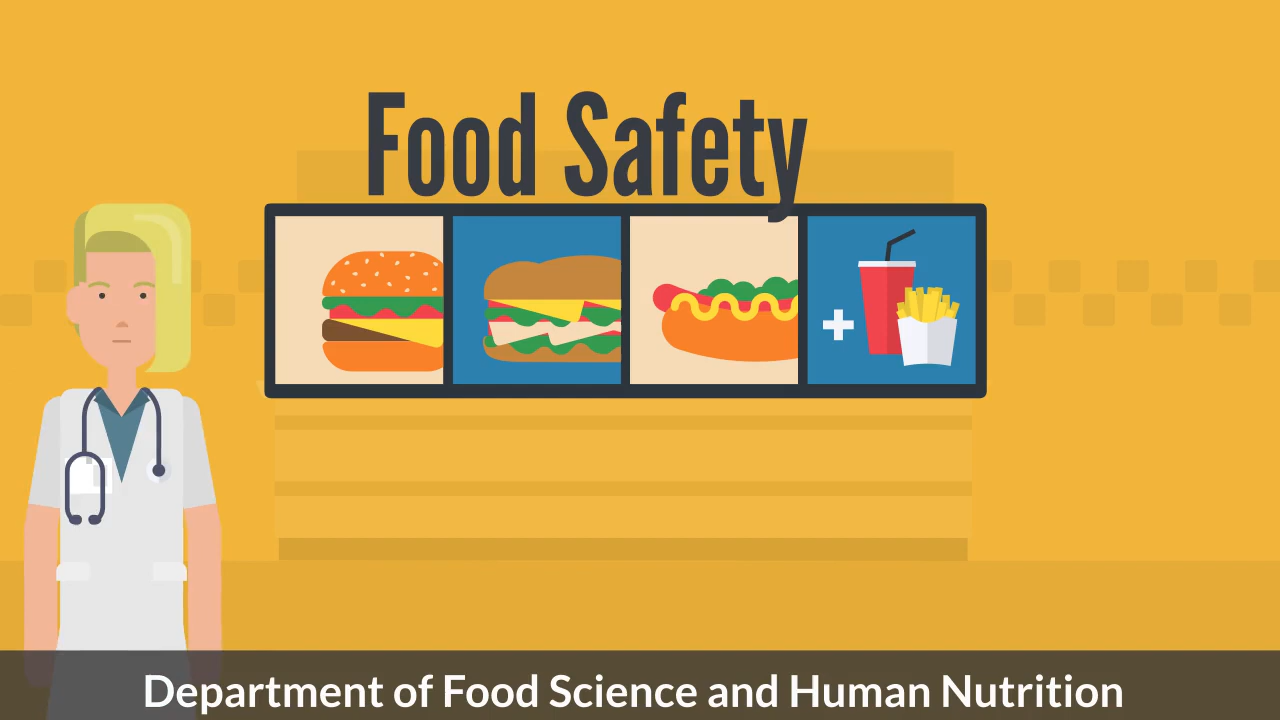 Food Safety
+
Department of Food Science and Human Nutrition